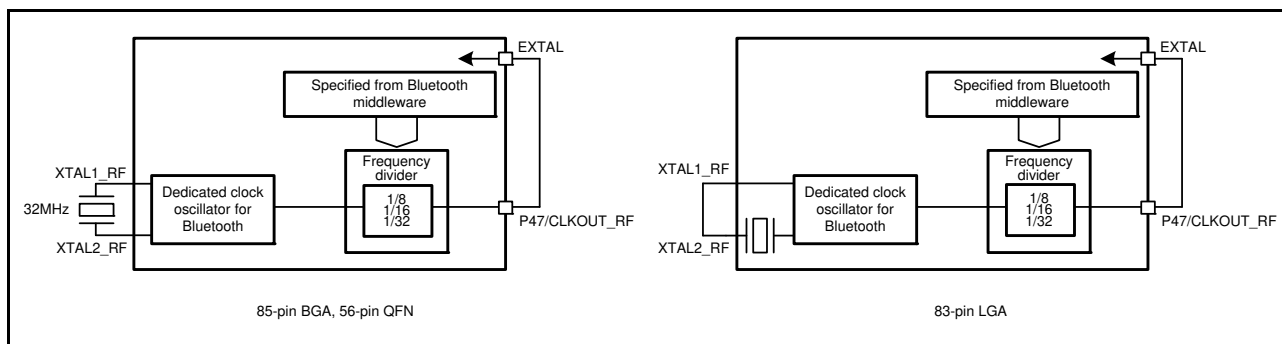 EXTAL
Specified from Bluetooth
middleware
XTAL1_RF
32MHz
XTAL2_RF
Dedicated clock
oscillator for
Bluetooth
Frequency
divider
1/8
1/16
1/32
P47/CLKOUT_RF
85-pin BGA, 56-pin QFN
EXTAL
Specified from Bluetooth
middleware
XTAL1_RF
XTAL2_RF
Dedicated clock
oscillator for
Bluetooth
Frequency
divider
1/8
1/16
1/32
P47/CLKOUT_RF
83-pin LGA